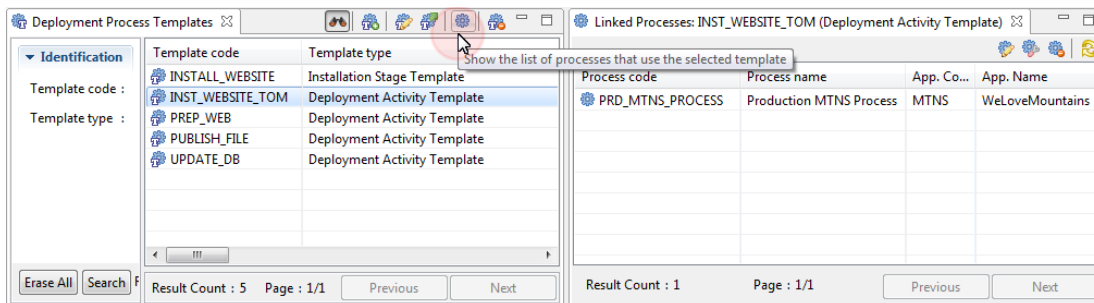 Deployment Process Templates
Linked Processes: INST_WEBSITE_TOM (Deployment Activity Template)
Show the list of processes that use the selected template
Identification
Template code :
Template type :
Erase All
Search
Template code Template type
INSTALL_WEBSITE Installation Stage Template
INST_WEBSITE_TOM Deployment Activity Template
PREP_WEB Deployment Activity Template
PUBLISH_FILE Deployment Activity Template
UPDATE_DB Deployment Activity Template
Result Count : 5 Page : 1/1 Previous Next
Process code Process name App. Co... App. Name
PRD_MTNS_PROCESS Production MTNS Process MTNS WeLoveMountains
Result Count : 1 Page : 1/1 Previous Next